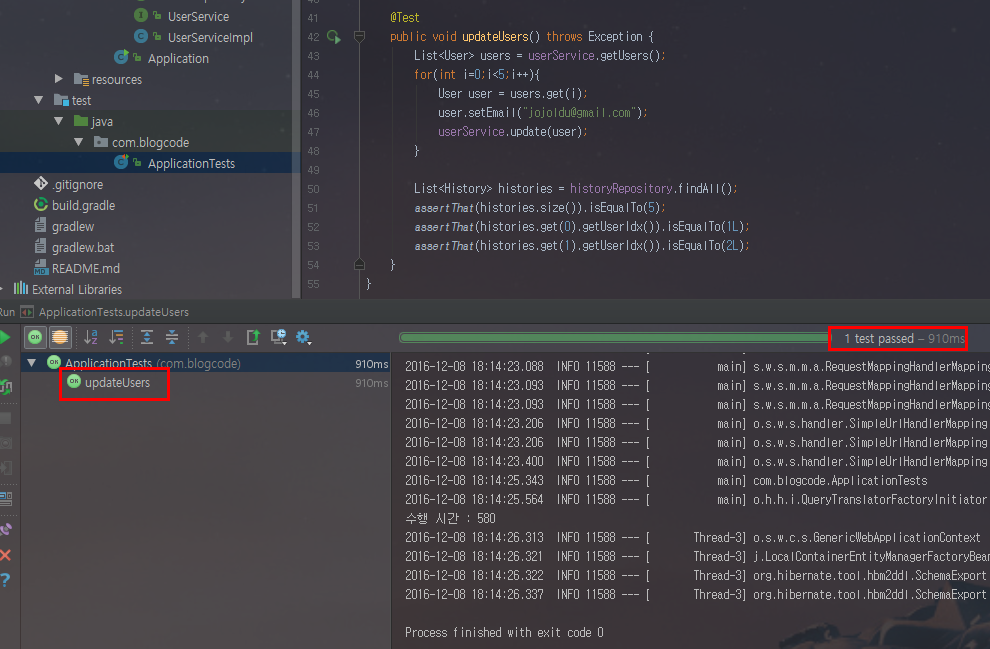 UserService
UserServiceImpl
Application
resources
test
java
com.blogcode
ApplicationTests
.gitignore
build.gradle
gradlew
gradlew.bat
README.md
External Libraries
41 @Test
42 public void updateUsers() throws Exception {
43 List<User> users = userService.getUsers();
44 for(int i=0;i<5;i++){
45 User user = users.get(i);
46 user.setEmail("jojoldu@gmail.com");
47 userService.update(user);
48 }
49
50 List<History> histories = historyRepository.findAll();
51 assertThat(histories.size()).isEqualTo(5);
52 assertThat(histories.get(0).getUserIdx()).isEqualTo(1L);
53 assertThat(histories.get(1).getUserIdx()).isEqualTo(2L);
54 }
55 }
Run ApplicationTests.updateUsers
1 test passed – 910ms
ApplicationTests (com.blogcode) 910ms
updateUsers 910ms
2016-12-08 18:14:23.088 INFO 11588 --- [ main] s.w.s.m.m.a.RequestMappingHandlerMapping
2016-12-08 18:14:23.093 INFO 11588 --- [ main] s.w.s.m.m.a.RequestMappingHandlerMapping
2016-12-08 18:14:23.093 INFO 11588 --- [ main] s.w.s.m.m.a.RequestMappingHandlerMapping
2016-12-08 18:14:23.206 INFO 11588 --- [ main] o.s.w.s.handler.SimpleUrlHandlerMapping
2016-12-08 18:14:23.206 INFO 11588 --- [ main] o.s.w.s.handler.SimpleUrlHandlerMapping
2016-12-08 18:14:23.400 INFO 11588 --- [ main] o.s.w.s.handler.SimpleUrlHandlerMapping
2016-12-08 18:14:25.343 INFO 11588 --- [ main] com.blogcode.ApplicationTests
2016-12-08 18:14:25.564 INFO 11588 --- [ main] o.h.h.i.QueryTranslatorFactoryInitiator
수행 시간 : 580
2016-12-08 18:14:26.313 INFO 11588 --- [ Thread-3] o.s.w.c.s.GenericWebApplicationContext
2016-12-08 18:14:26.321 INFO 11588 --- [ Thread-3] j.LocalContainerEntityManagerFactoryBean
2016-12-08 18:14:26.322 INFO 11588 --- [ Thread-3] org.hibernate.tool.hbm2ddl.SchemaExport
2016-12-08 18:14:26.337 INFO 11588 --- [ Thread-3] org.hibernate.tool.hbm2ddl.SchemaExport
Process finished with exit code 0